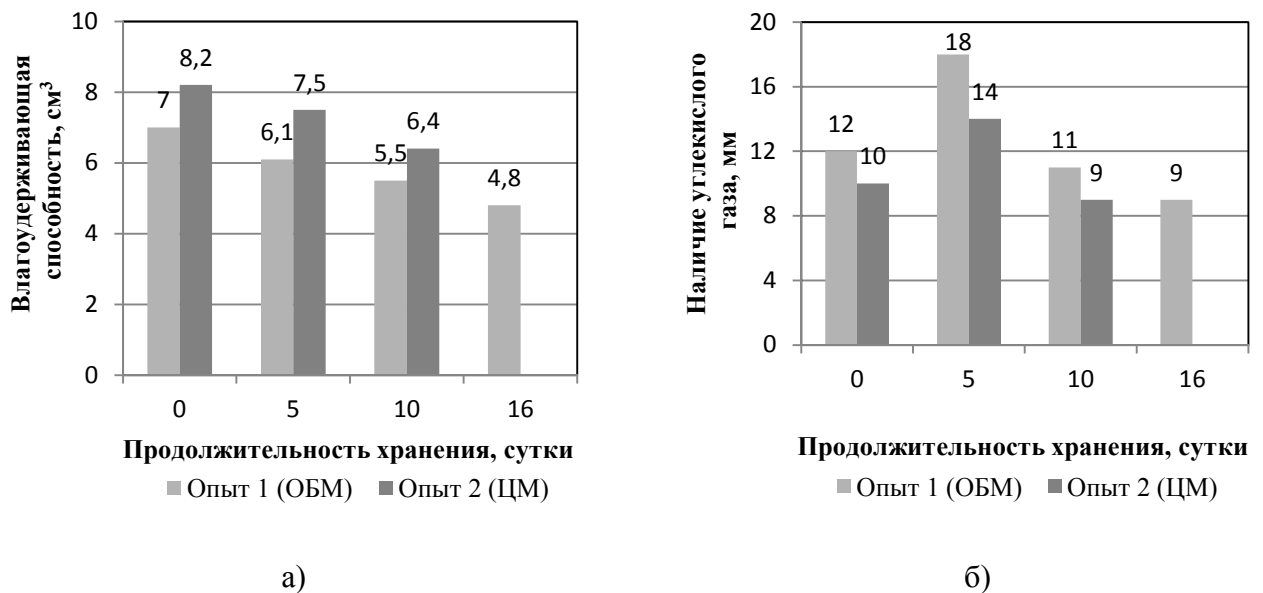 Влагоудерживающая
способность, см³
10
8
6
4
2
0
7
8,2
6,1
7,5
5,5
6,4
4,8
0 5 10 16
Продолжительность хранения, сутки
Опыт 1 (ОБМ) Опыт 2 (ЦМ)
а)
Наличие углекислого
газа, мм
20
16
12
8
4
0
12
10
18
14
11
9
9
0 5 10 16
Продолжительность хранения, сутки
Опыт 1 (ОБМ) Опыт 2 (ЦМ)
б)